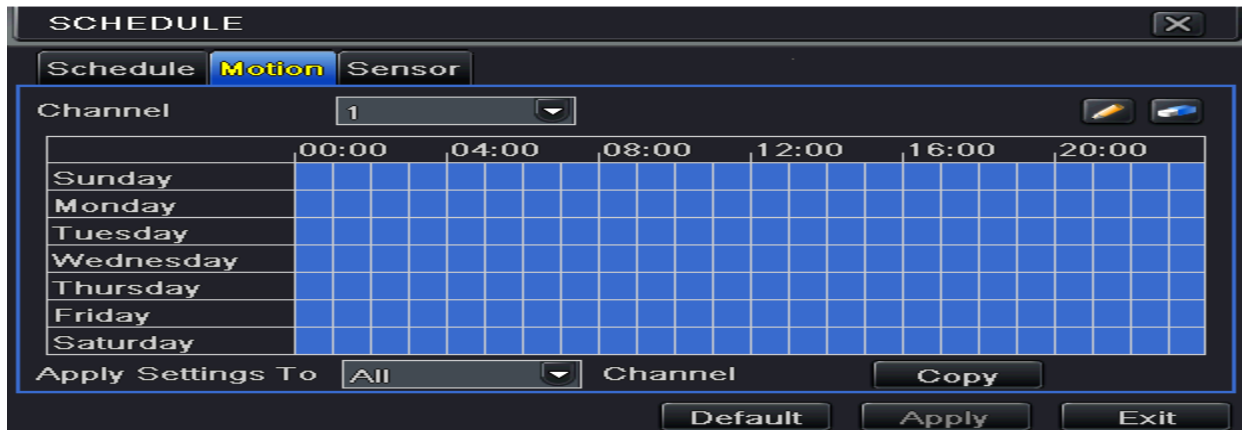 SCHEDULE
Schedule Motion Sensor
Channel 1
00:00 04:00 08:00 12:00 16:00 20:00
Sunday
Monday
Tuesday
Wednesday
Thursday
Friday
Saturday
Apply Settings To All Channel Copy
Default Apply Exit